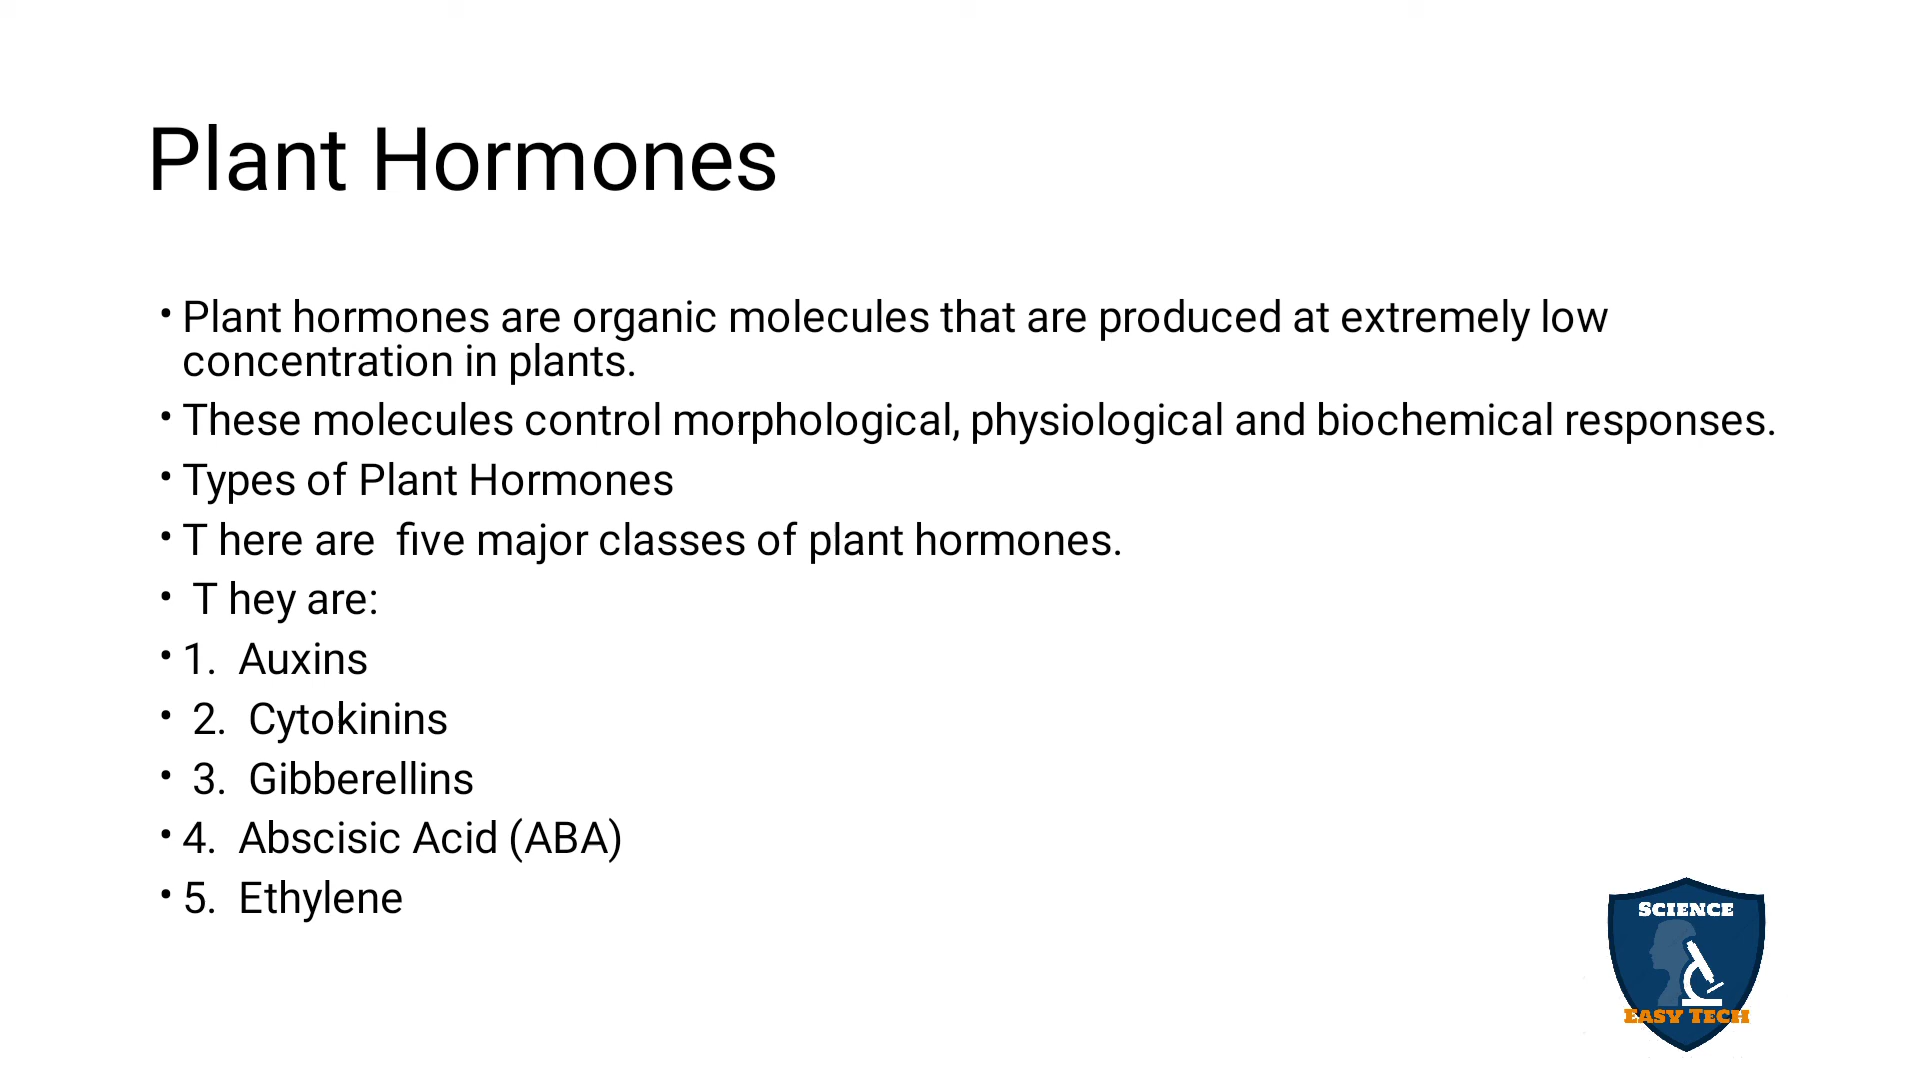 Plant Hormones
• Plant hormones are organic molecules that are produced at extremely low
concentration in plants.
• These molecules control morphological, physiological and biochemical responses.
• Types of Plant Hormones
• T here are  five major classes of plant hormones.
•  T hey are:
• 1.  Auxins
•  2.  Cytokinins
•  3.  Gibberellins
• 4.  Abscisic Acid (ABA)
• 5.  Ethylene
SCIENCE
EASY TECH